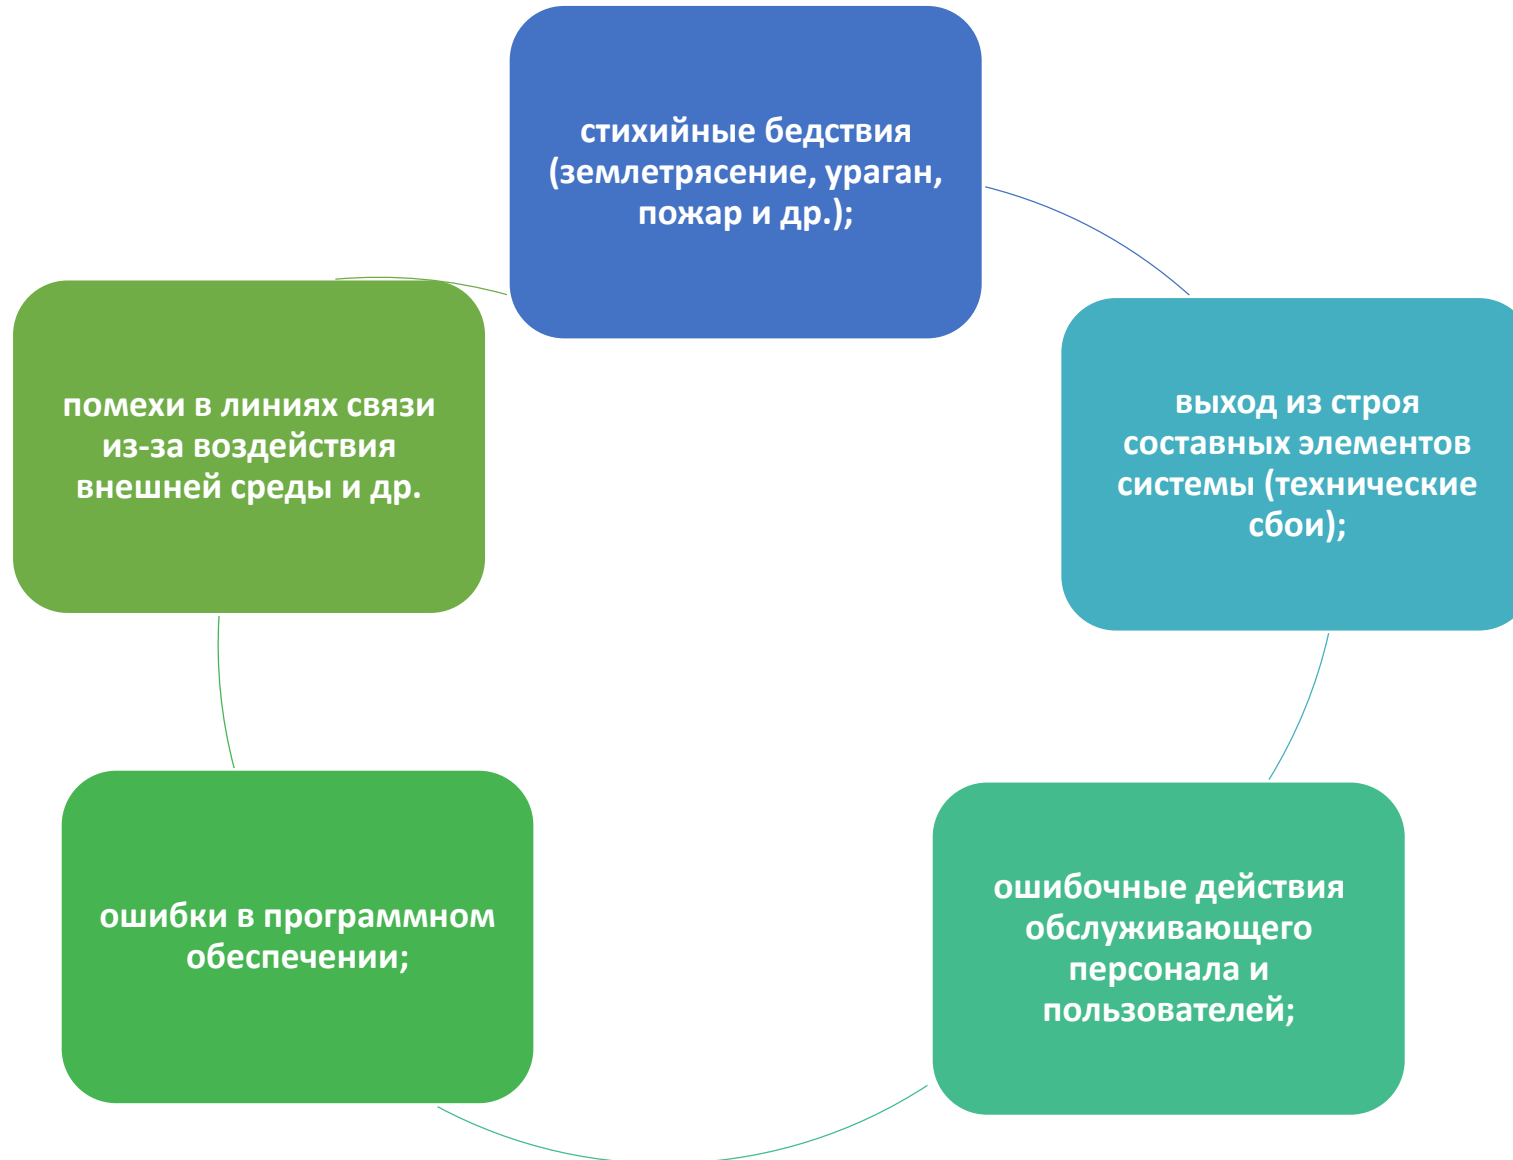 стихийные бедствия
(землетрясение, ураган,
пожар и др.);
выход из строя
составных элементов
системы (технические
сбои);
ошибочные действия
обслуживающего
персонала и
пользователей;
ошибки в программном
обеспечении;
помехи в линиях связи
из-за воздействия
внешней среды и др.